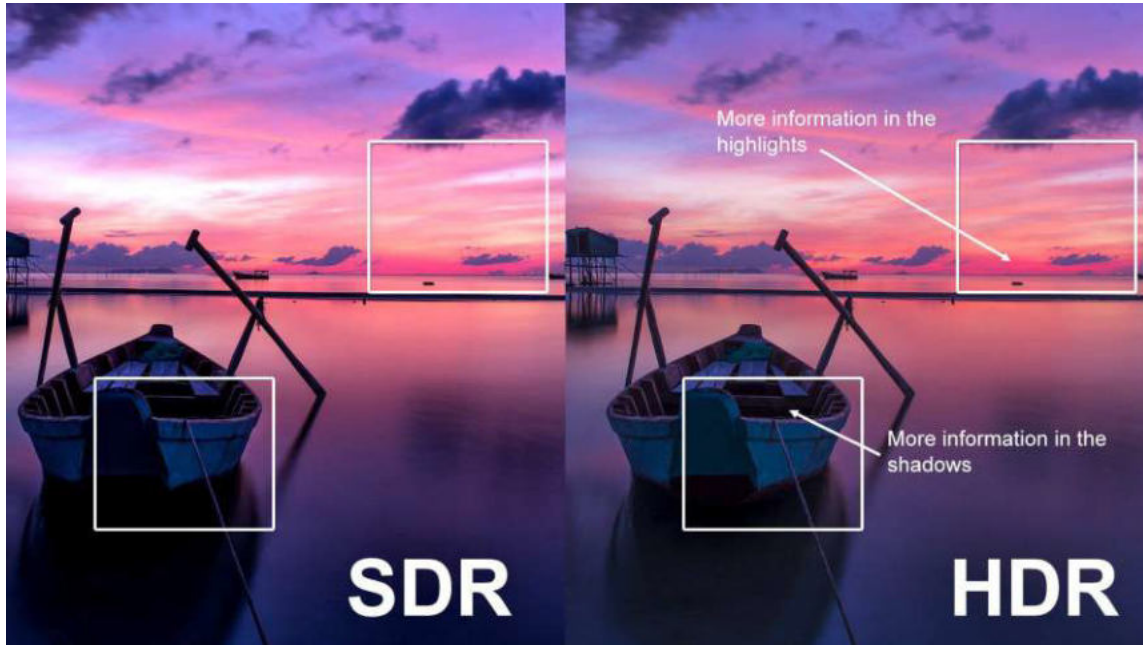 More information in the
highlights
More information in the
shadows
SDR
HDR